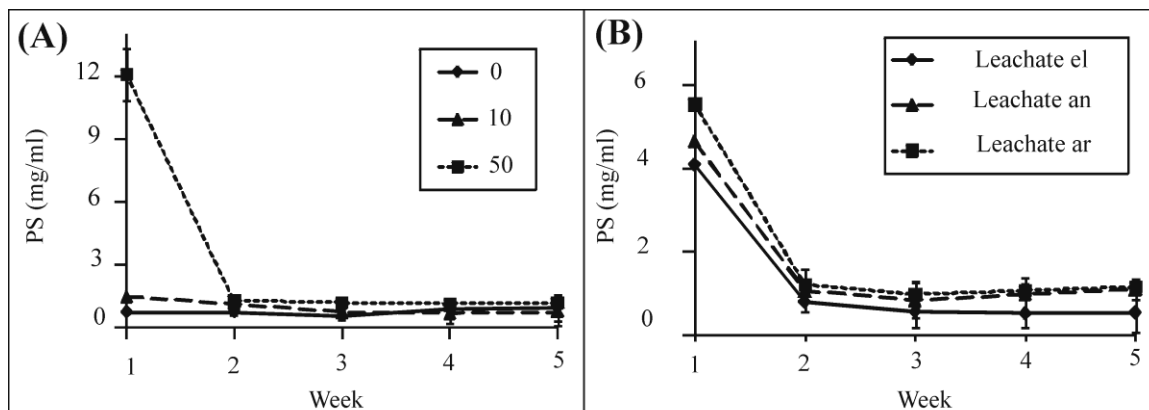 (A)
PS (mg/ml)
12
9
6
3
0
1 2 3 4 5
Week
0
10
50
(B)
PS (mg/ml)
6
4
2
0
1 2 3 4 5
Week
Leachate el
Leachate an
Leachate ar